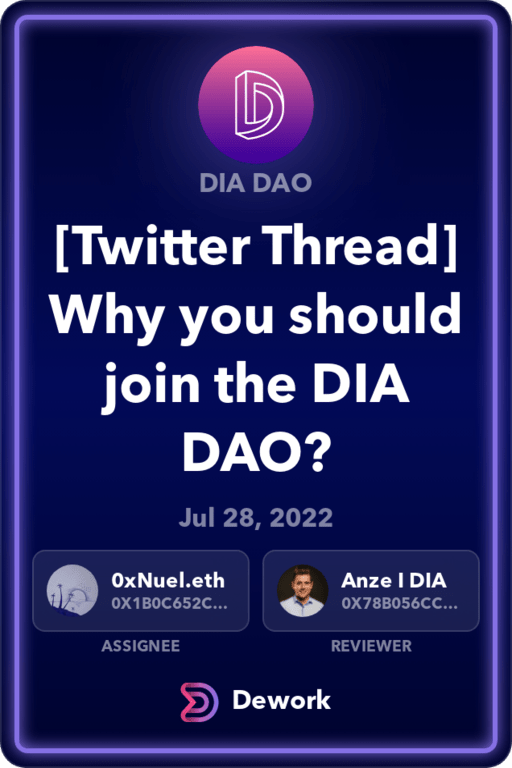 DIA DAO
[Twitter Thread]
Why you should
join the DIA
DAO?
Jul 28, 2022
0xNuel.eth
0X1B0C652C...
Anze I DIA
0X78B056CC...
ASSIGNEE
REVIEWER
Dework